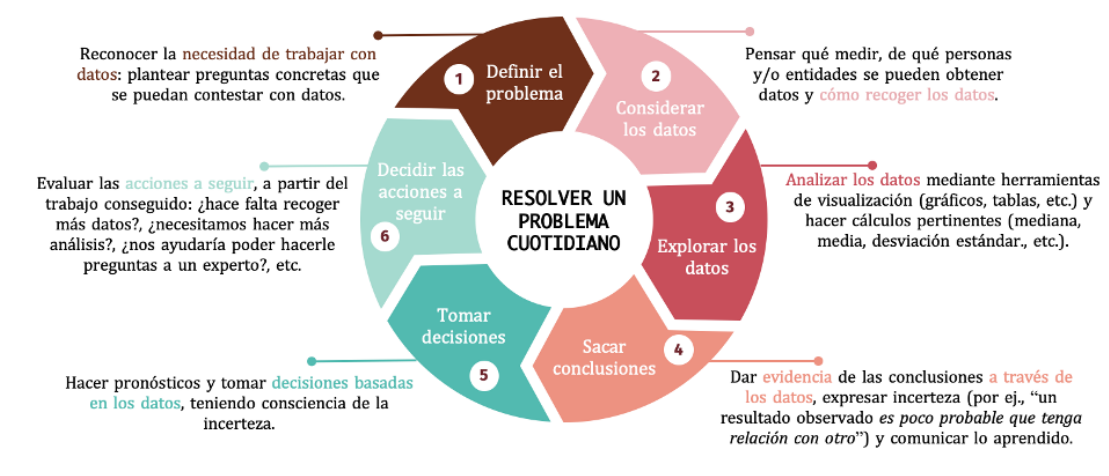 Reconocer la necesidad de trabajar con
datos: plantear preguntas concretas que
se puedan contestar con datos.
1
Definir el
problema
2
Considerar
los datos
Pensar qué medir, de qué personas
y/o entidades se pueden obtener
datos y cómo recoger los datos.
3
Explorar los
datos
Analizar los datos mediante herramientas
de visualización (gráficos, tablas, etc.) y
hacer cálculos pertinentes (mediana,
media, desviación estándar., etc.).
4
Sacar
conclusiones
Dar evidencia de las conclusiones a través de
los datos, expresar incerteza (por ej., “un
resultado observado es poco probable que tenga
relación con otro”) y comunicar lo aprendido.
5
Tomar
decisiones
Hacer pronósticos y tomar decisiones basadas
en los datos, teniendo consciencia de la
incerteza.
6
Decidir las
acciones a
seguir
Evaluar las acciones a seguir, a partir del
trabajo conseguido: ¿hace falta recoger
más datos?, ¿necesitamos hacer más
análisis?, ¿nos ayudaría poder hacerle
preguntas a un experto?, etc.
RESOLVER UN
PROBLEMA
CUOTIDIANO